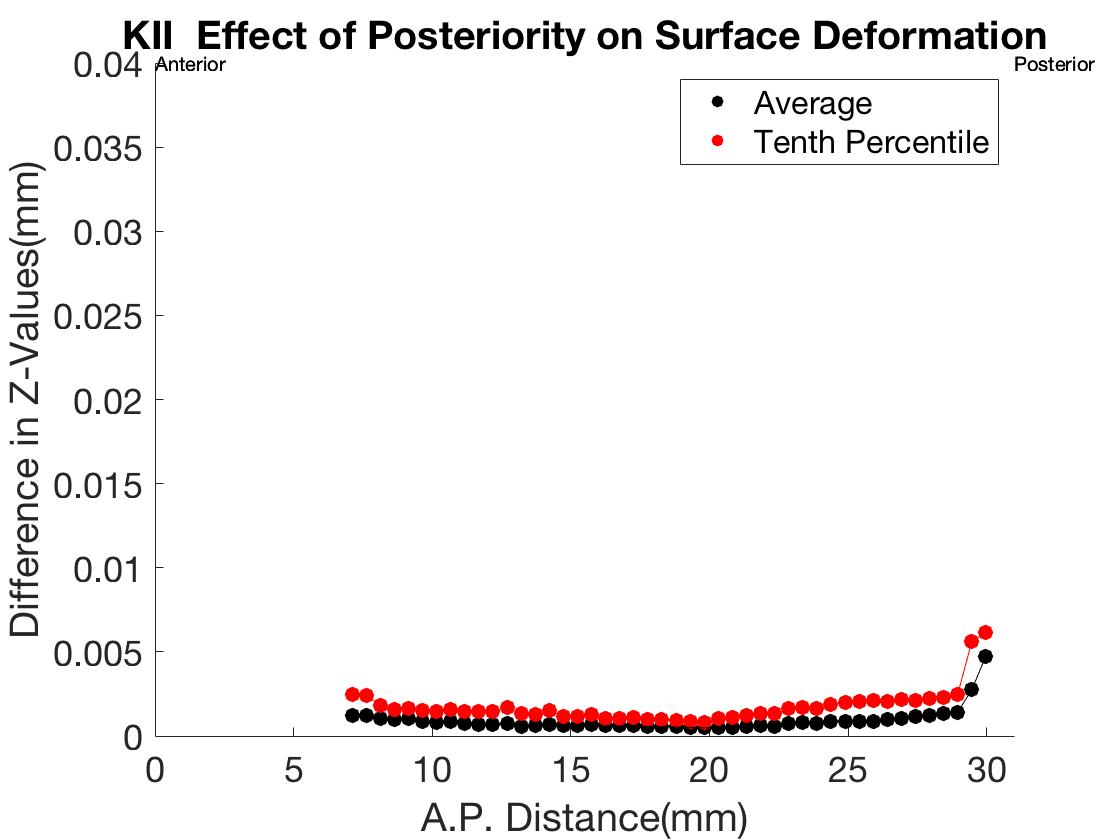 KII  Effect of Posteriority on Surface Deformation
Anterior
Posterior
Average
Tenth Percentile
Difference in Z-Values(mm)
0.04
0.035
0.03
0.025
0.02
0.015
0.01
0.005
0
0 5 10 15 20 25 30
A.P. Distance(mm)